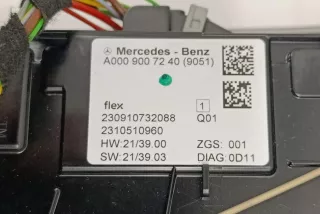 Mercedes - Benz
A000 900 72 40 (9051)
flex 1
230910732088 Q01
2310510960
HW:21/39.00 ZGS: 001
SW:21/39.03 DIAG:0D11